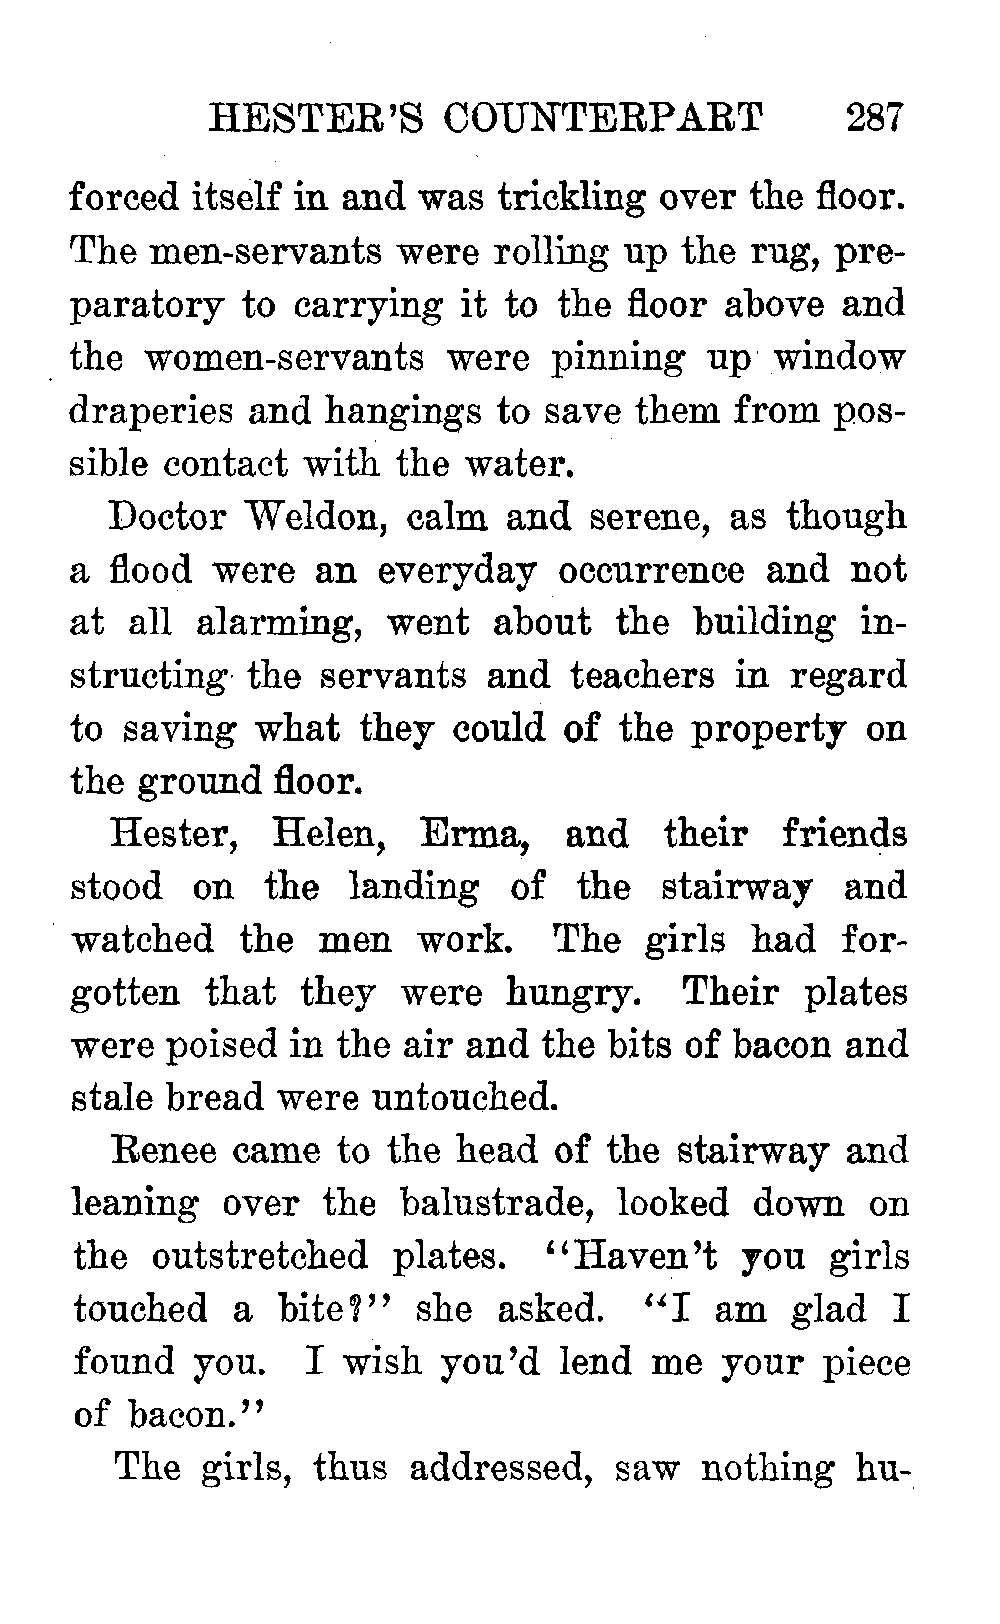 HESTER'S COUNTERPART 287
forced itself in and was trickling over the floor.
The men-servants were rolling up the rug, pre-
paratory to carrying it to the floor above and
the women-servants were pinning up window
draperies and hangings to save them from pos-
sible contact with the water.
Doctor Weldon, calm and serene, as though
a flood were an everyday occurrence and not
at all alarming, went about the building in-
structing the servants and teachers in regard
to saving what they could of the property on
the ground floor.
Hester, Helen, Erma, and their friends
stood on the landing of the stairway and
watched the men work. The girls had for-
gotten that they were hungry. Their plates
were poised in the air and the bits of bacon and
stale bread were untouched.
Renee came to the head of the stairway and
leaning over the balustrade, looked down on
the outstretched plates. "Haven't you girls
touched a bite?" she asked. "I am glad I
found you. I wish you'd lend me your piece
of bacon."
The girls, thus addressed, saw nothing hu-